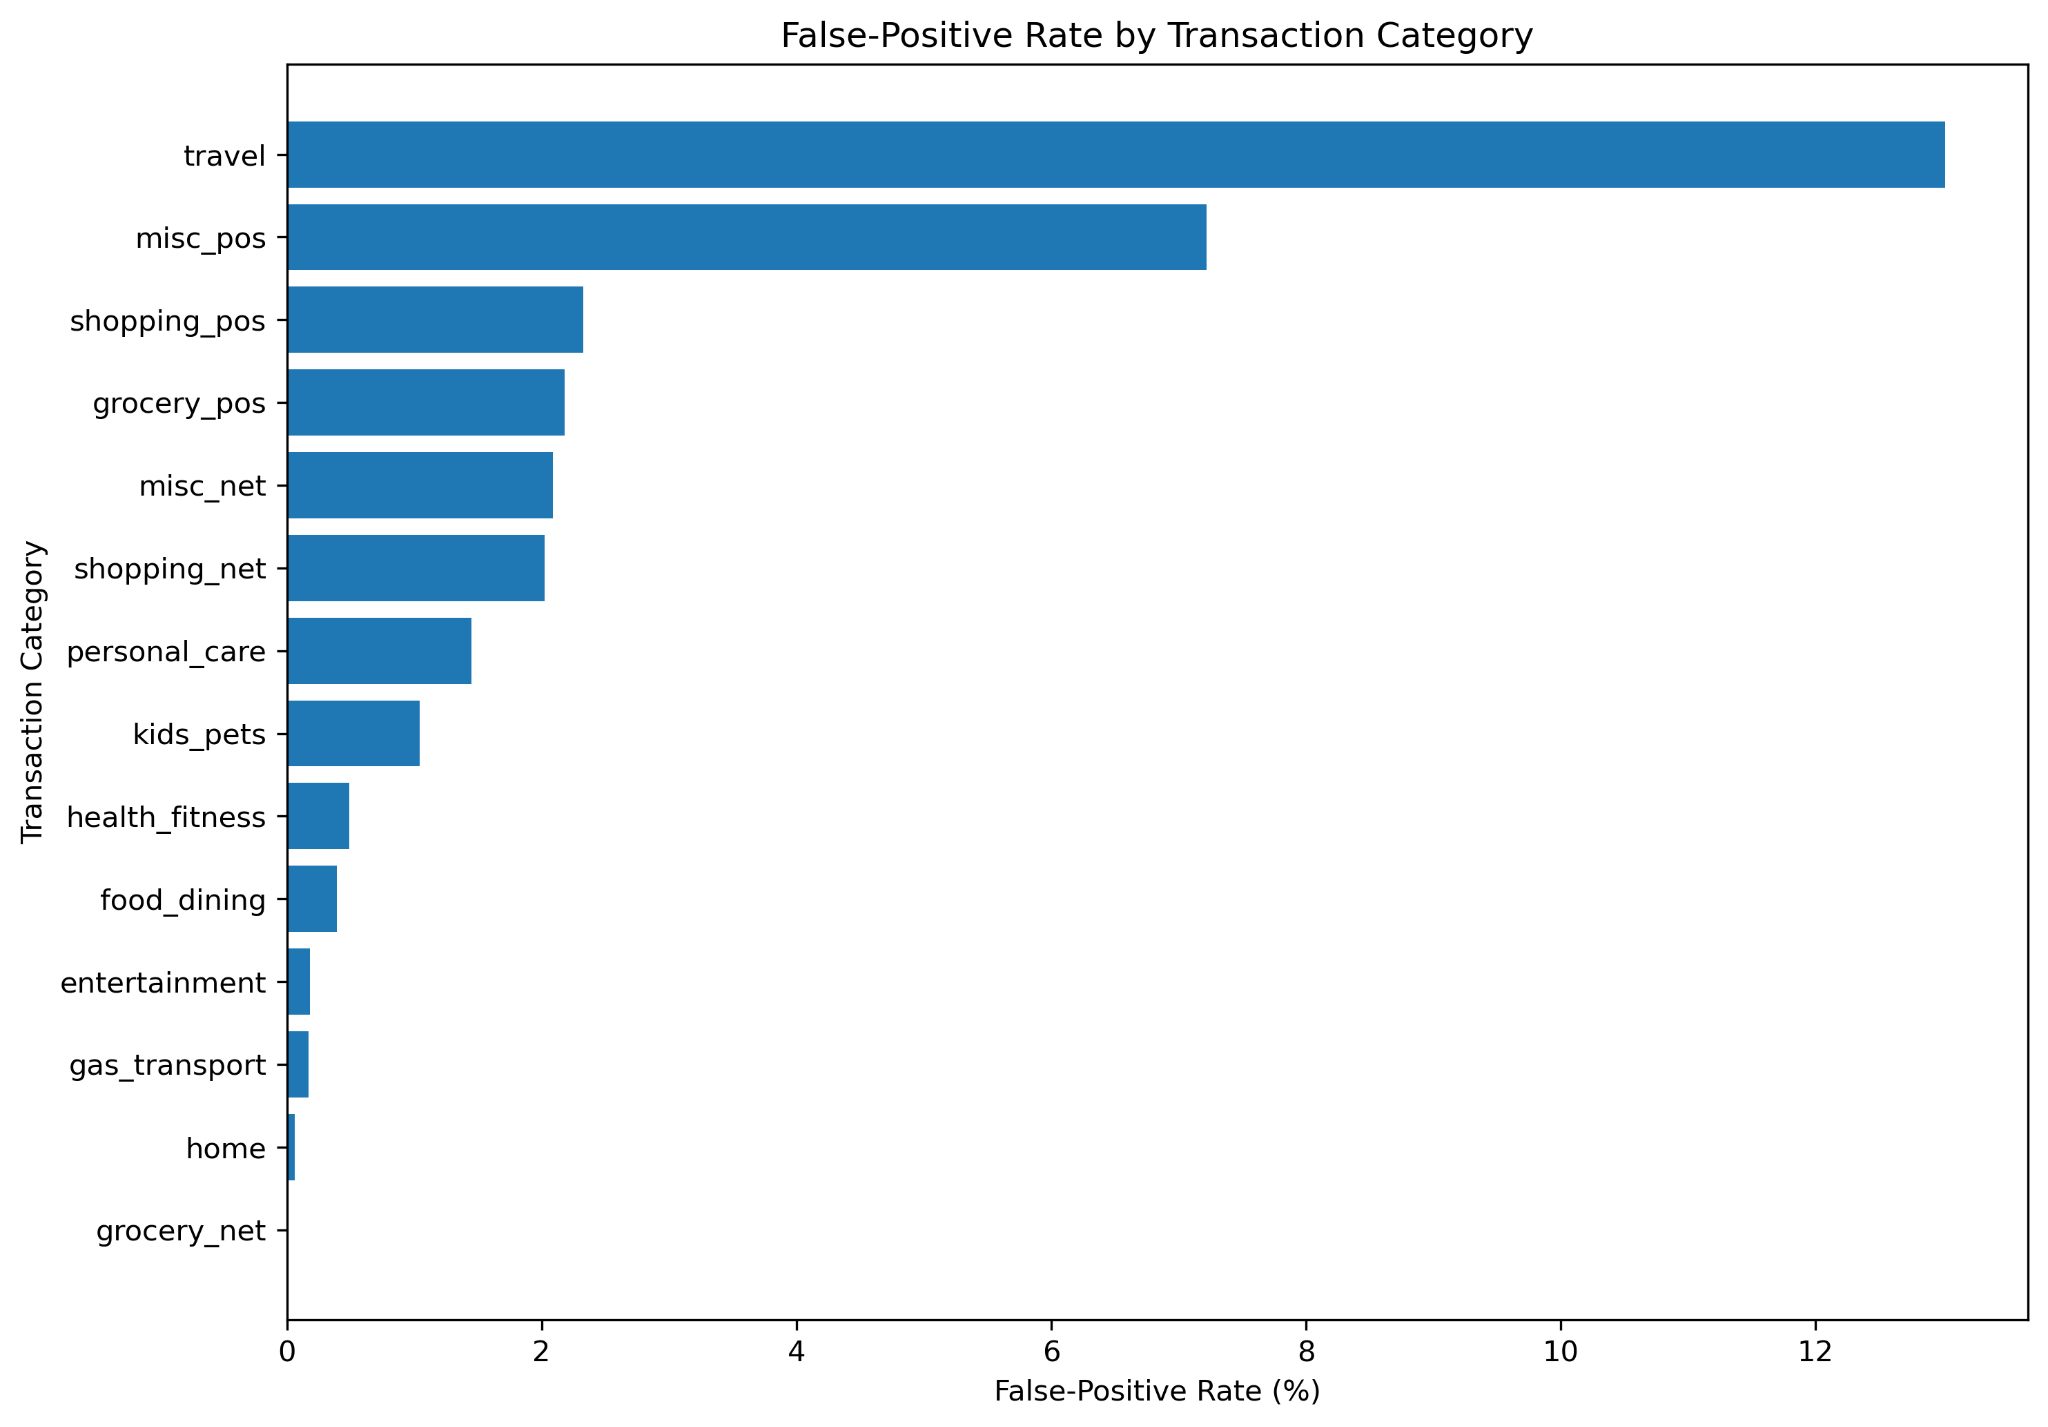 False-Positive Rate by Transaction Category
Transaction Category
travel
misc_pos
shopping_pos
grocery_pos
misc_net
shopping_net
personal_care
kids_pets
health_fitness
food_dining
entertainment
gas_transport
home
grocery_net
0 2 4 6 8 10 12
False-Positive Rate (%)